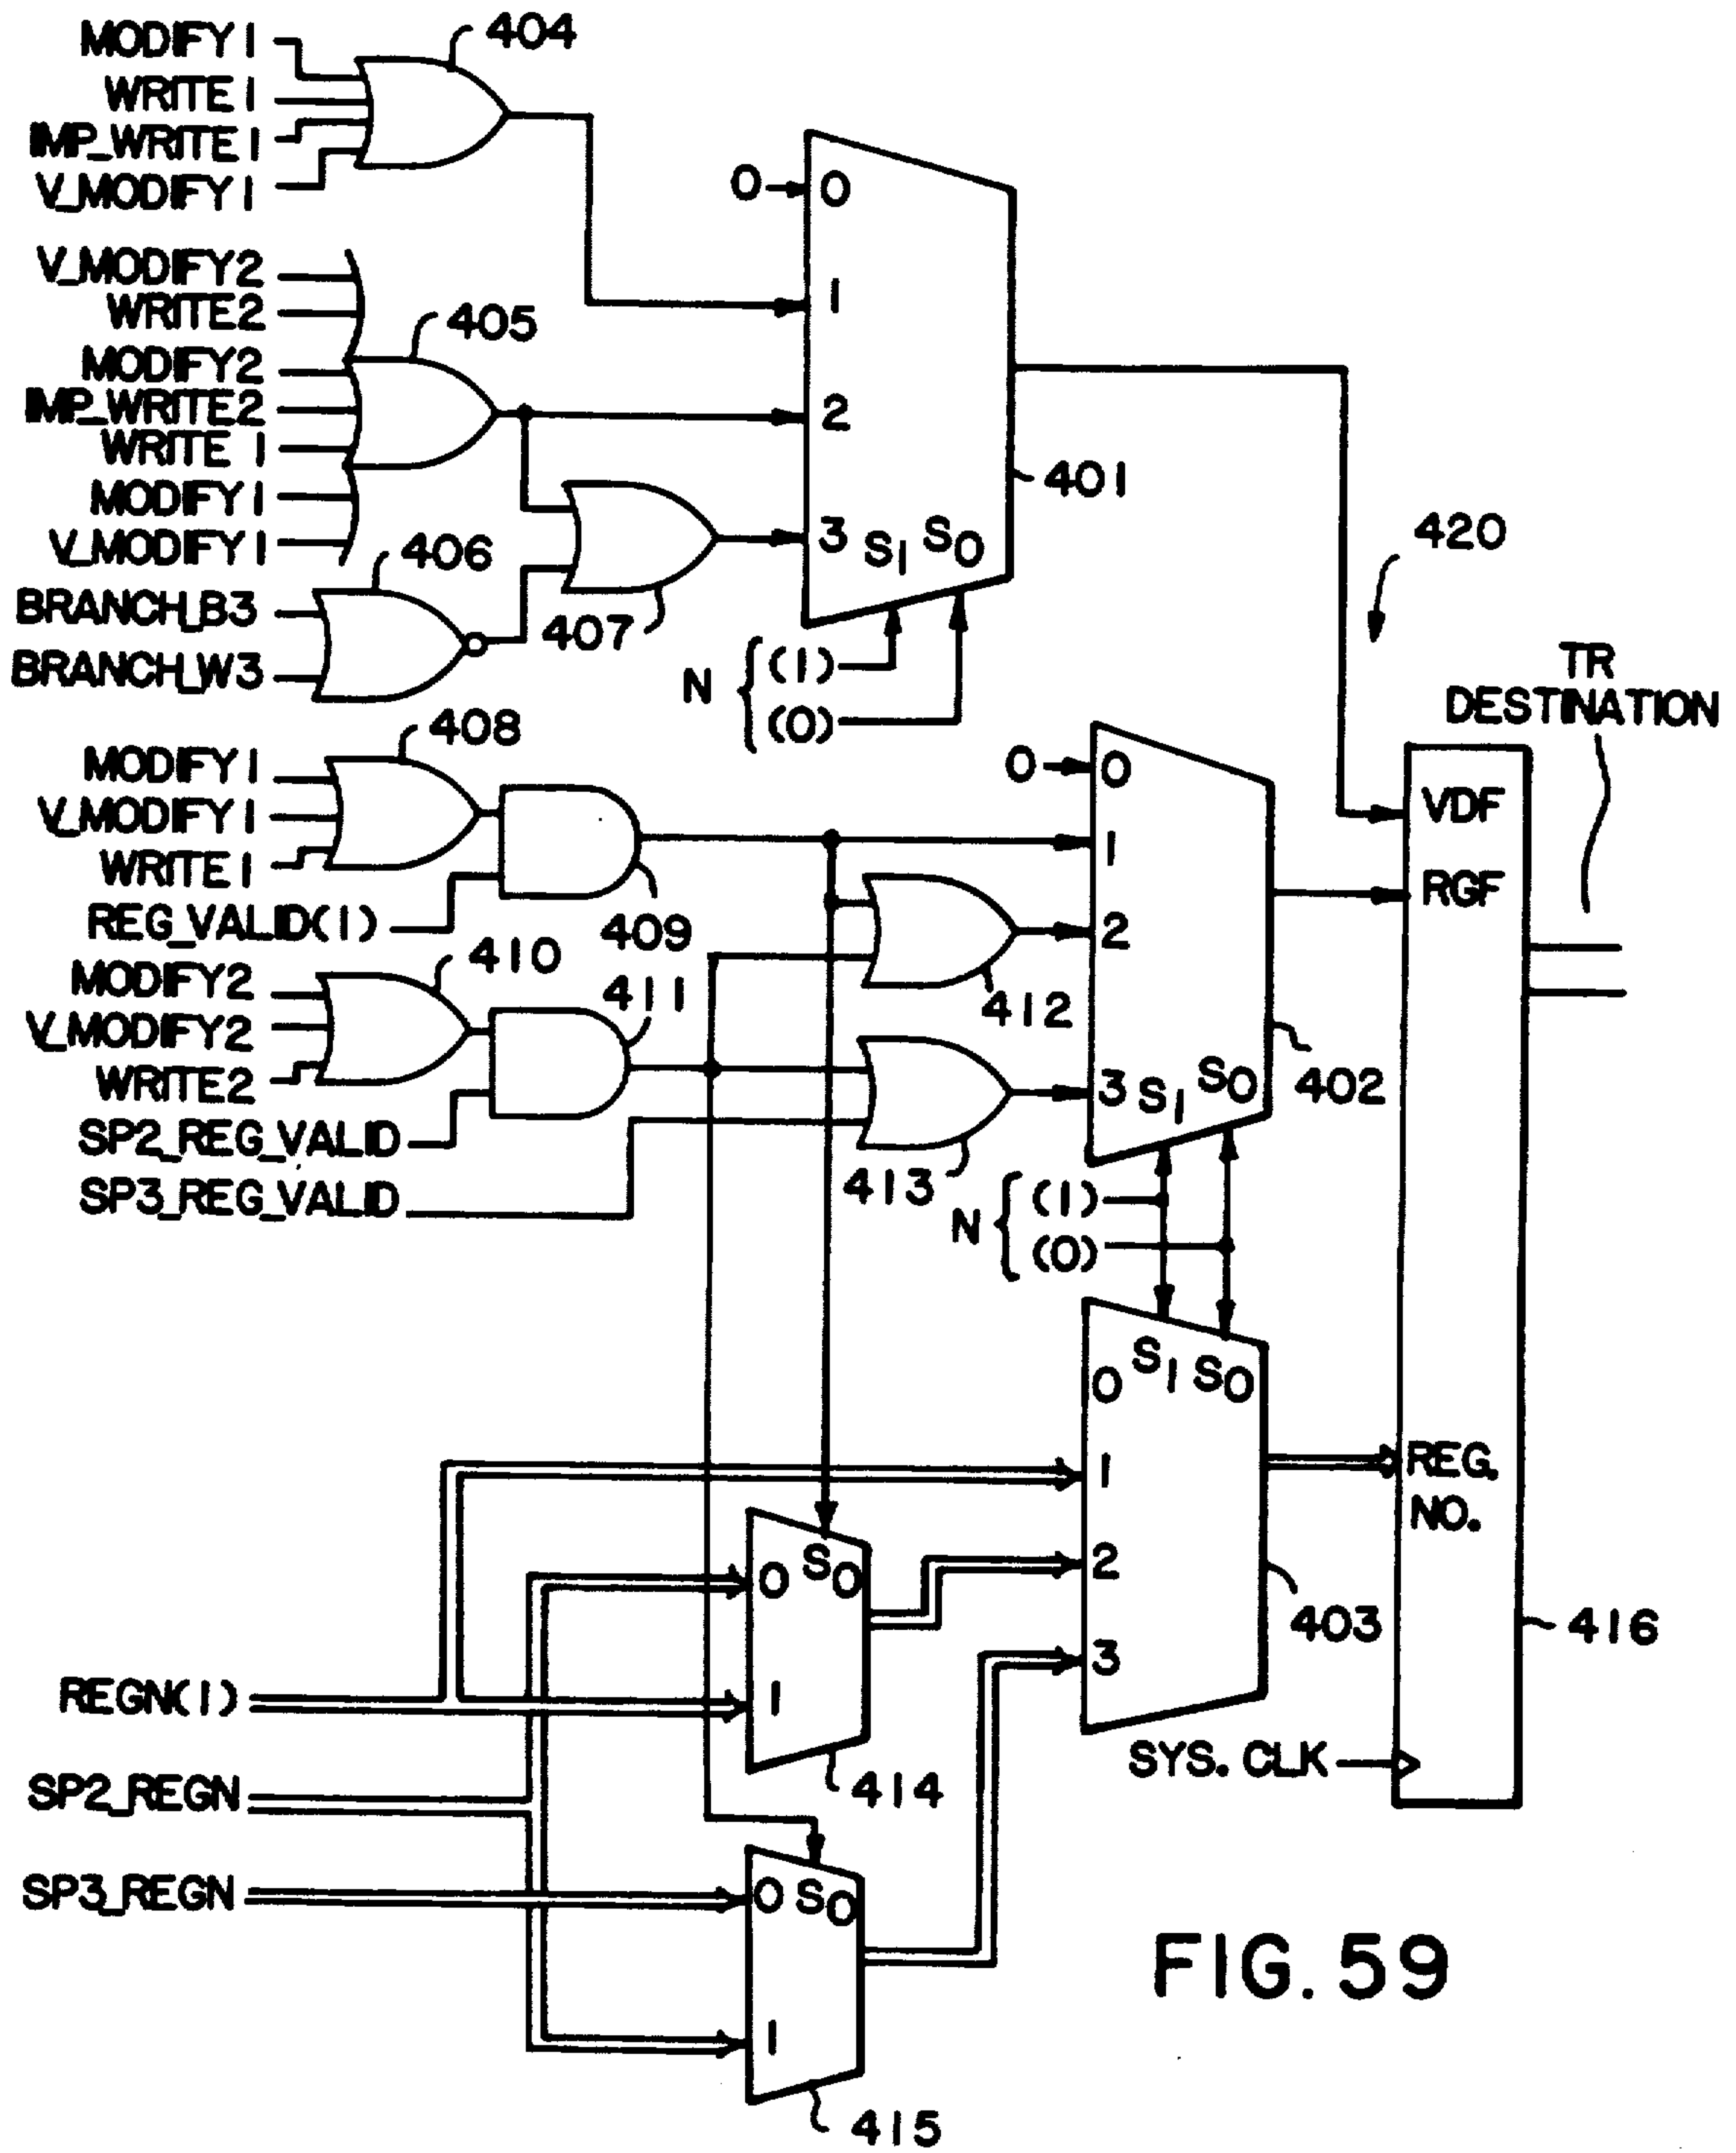 MODIFY1
404
WRITE1
IMP_WRITE1
V_MODIFY1
0
0
1
2
3 S1 S0
401
V_MODIFY2
WRITE2
405
MODIFY2
IMP_WRITE2
WRITE 1
MODIFY1
V_MODIFY1
406
407
BRANCH_B3
BRANCH_W3
N { (1)
(0)
420
TR
DESTINATION
408
MODIFY1
V_MODIFY1
WRITE1
REG_VALID(1)
409
0
0
1
2
3 S1 S0
402
VDF
RGF
410
411
412
MODIFY2
V_MODIFY2
WRITE2
SP2_REG_VALID
SP3_REG_VALID
413
N { (1)
(0)
0 S1 S0
1
2
3
403
REG.
NO.
416
SYS. CLK
0 S0
1
414
REGN(1)
SP2_REGN
SP3_REGN
0 S0
1
415
FIG. 59